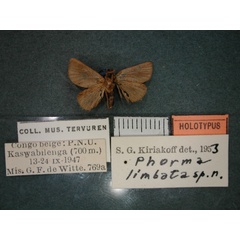 COLL. MUS. TERVUREN
Congo belge: P.N.U.
Kaswabilenga (700m.)
13-24 ix-1947
Mis. G. F. de Witte. 769a
HOLOTYPUS
S. G. Kiriakoff det., 1953
Phorma
limbata sp. n.